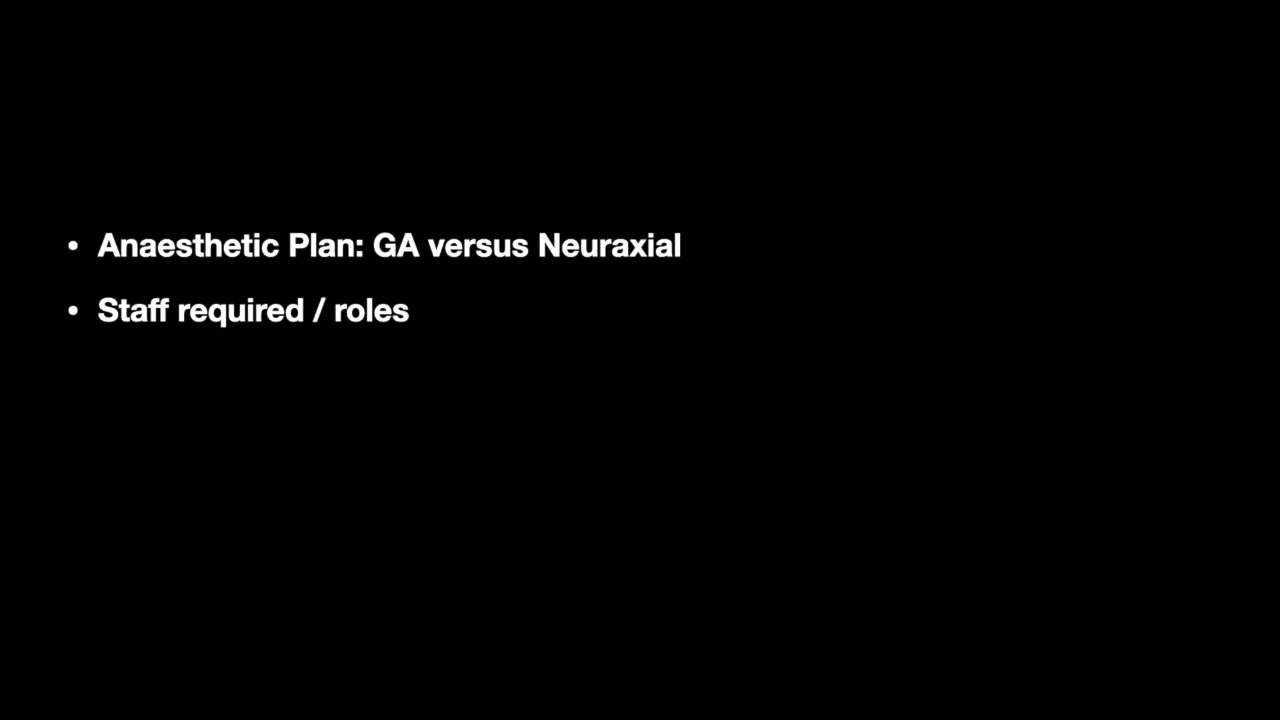 • Anaesthetic Plan: GA versus Neuraxial
• Staff required / roles